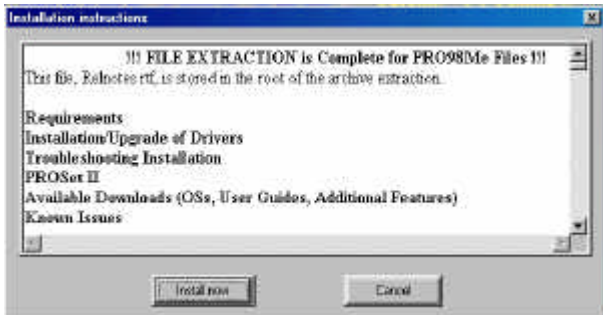 Installation instructions
!!! FILE EXTRACTION is Complete for PRO98Me Files !!!
This file, Relnotes.rtf, is stored in the root of the archive extraction.
Requirements
Installation/Upgrade of Drivers
Troubleshooting Installation
PROSet II
Available Downloads (OSs, User Guides, Additional Features)
Known Issues
Install now
Cancel